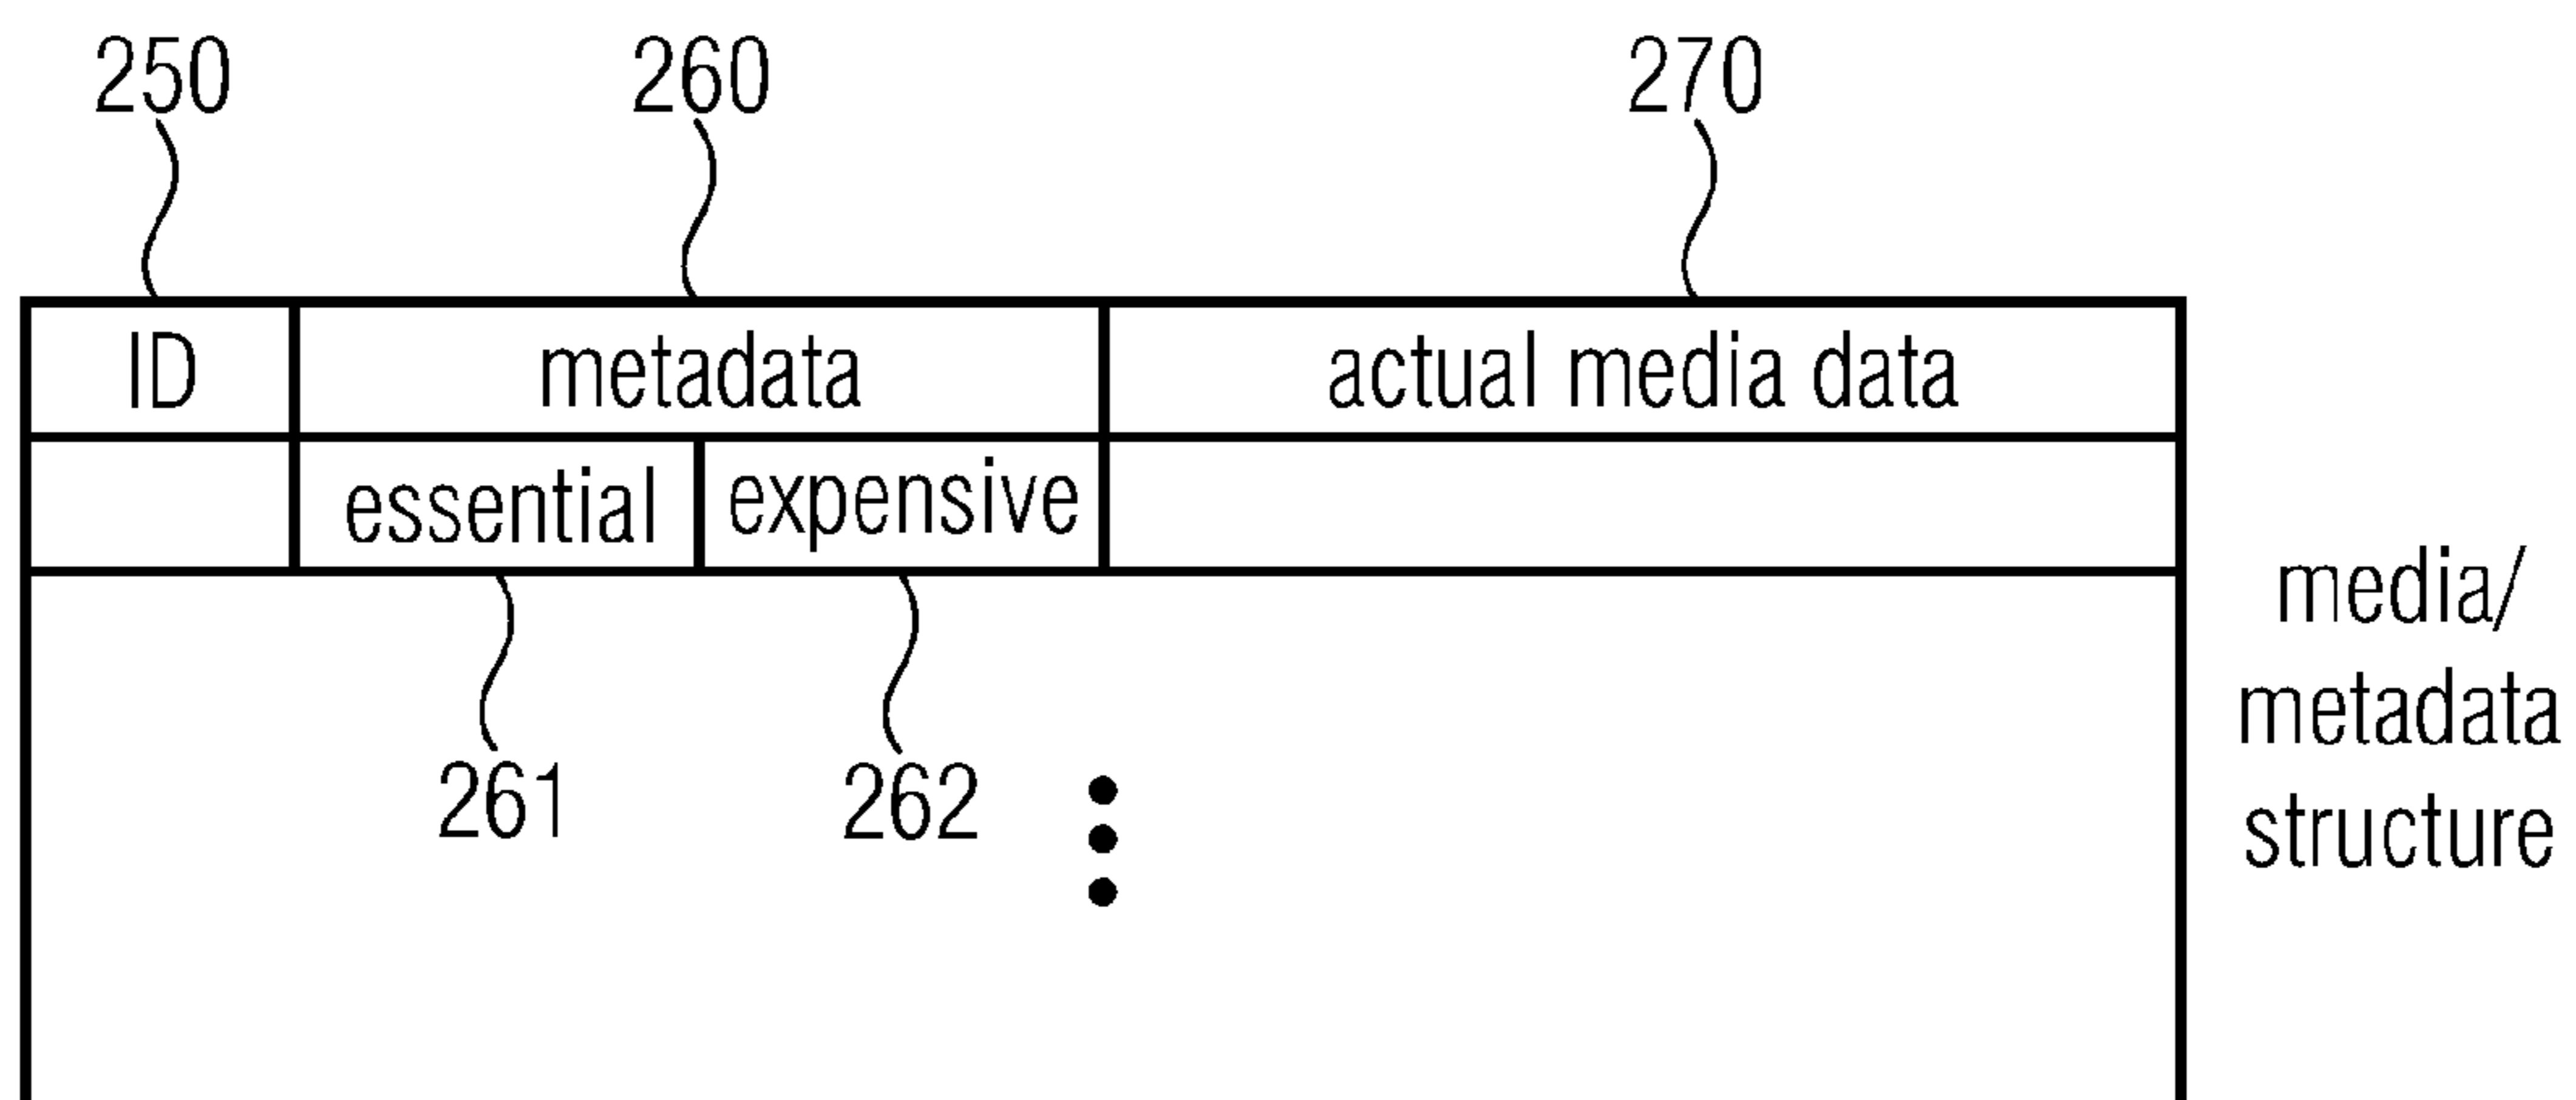 250 260 270
ID metadata actual media data
essential expensive
media/
metadata
structure
261 262